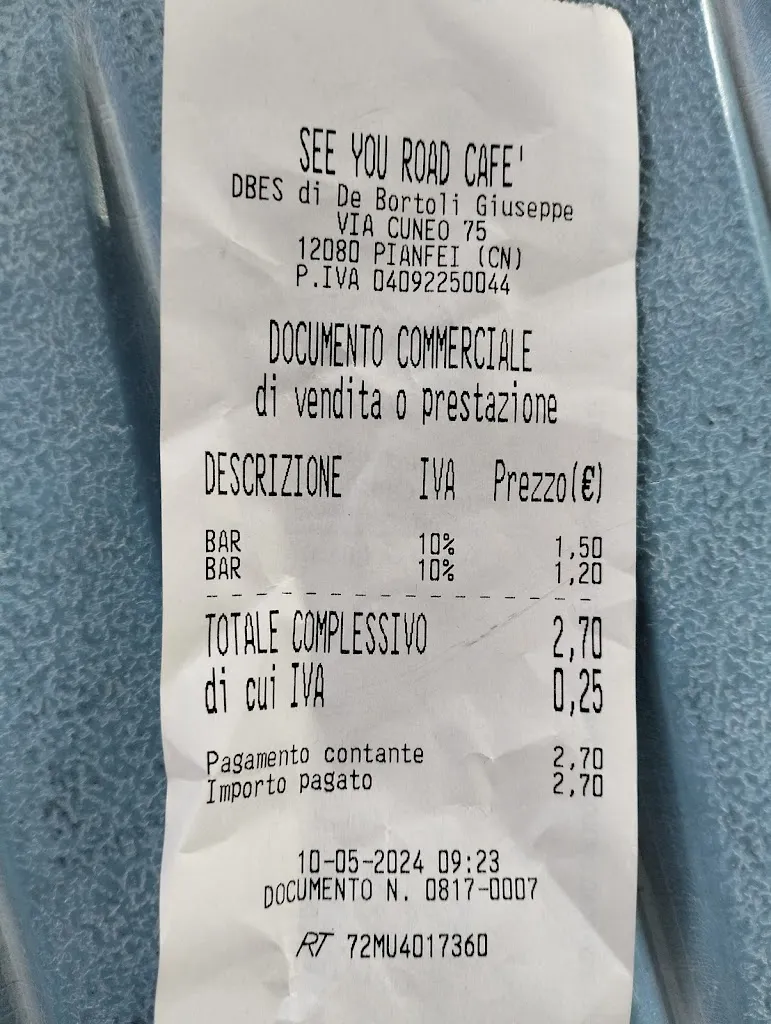 SEE YOU ROAD CAFE'
DBES di De Bortoli Giuseppe
VIA CUNEO 75
12080 PIANFEI (CN)
P.IVA 04092250044
DOCUMENTO COMMERCIALE
di vendita o prestazione
DESCRIZIONE IVA Prezzo(€)
BAR 10% 1,50
BAR 10% 1,20
TOTALE COMPLESSIVO 2,70
di cui IVA 0,25
Pagamento contante 2,70
Importo pagato 2,70
10-05-2024 09:23
DOCUMENTO N. 0817-0007
RT 72MU4017360